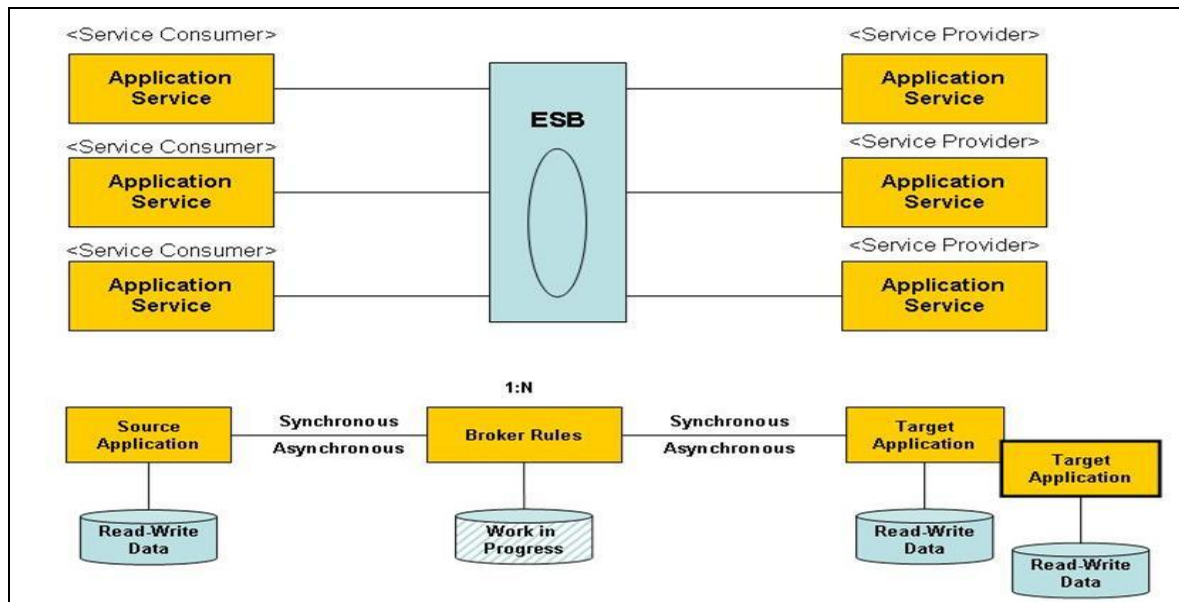 <Service Consumer>
<Service Provider>
Application
Service
Application
Service
ESB
<Service Consumer>
<Service Provider>
Application
Service
Application
Service
<Service Consumer>
<Service Provider>
Application
Service
Application
Service
1:N
Source
Application
Synchronous
Asynchronous
Broker Rules
Synchronous
Asynchronous
Target
Application
Target
Application
Read-Write
Data
Work in
Progress
Read-Write
Data
Read-Write
Data